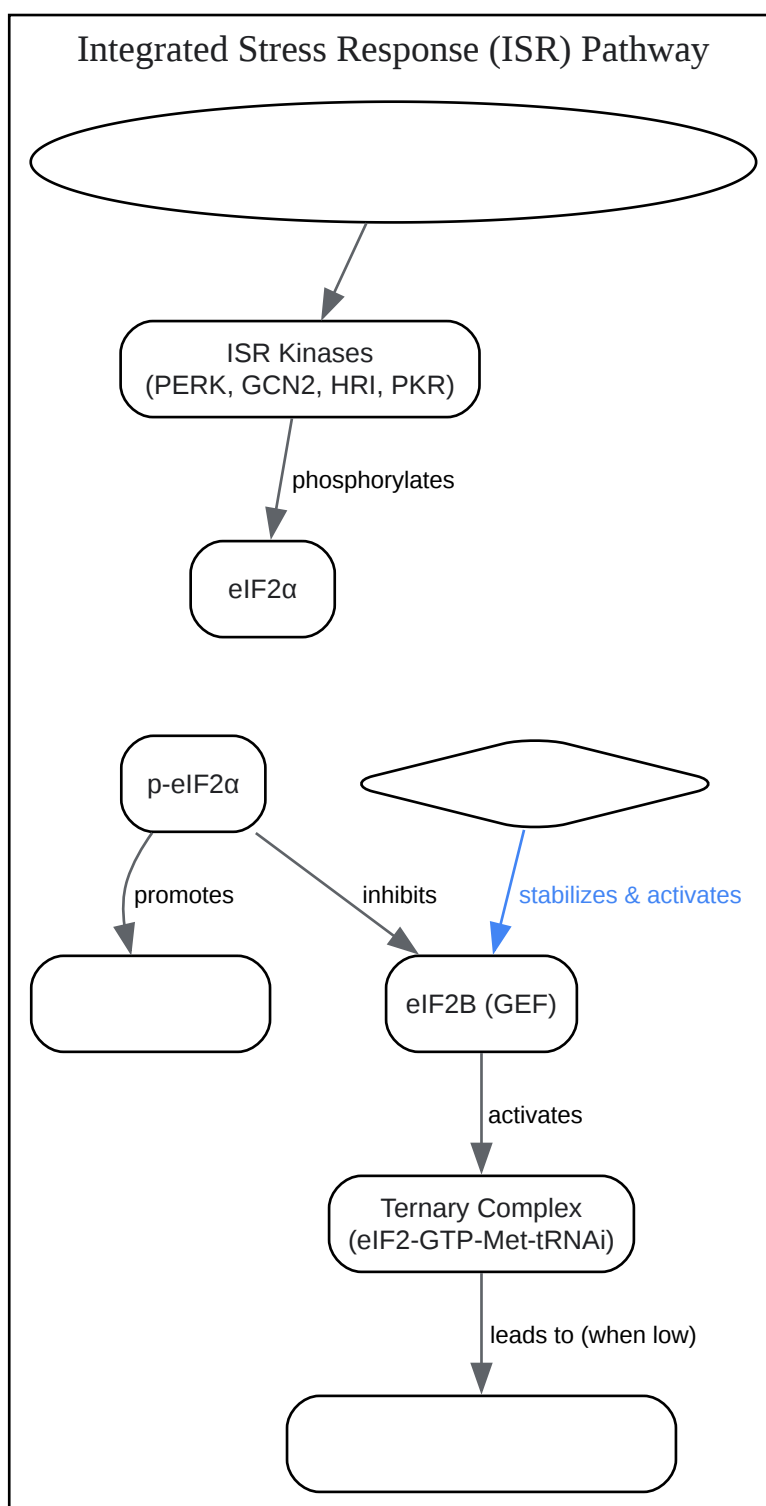 Integrated Stress Response (ISR) Pathway
ISR Kinases
(PERK, GCN2, HRI, PKR)
phosphorylates
eIF2α
p-eIF2α
promotes
inhibits
stabilizes & activates
eIF2B (GEF)
activates
Ternary Complex
(eIF2-GTP-Met-tRNAi)
leads to (when low)